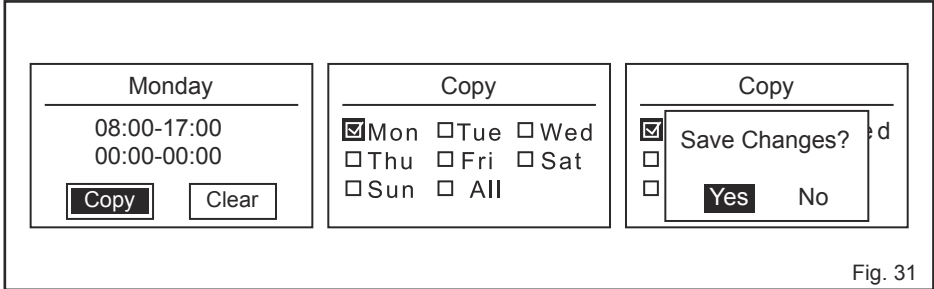 Monday
08:00-17:00
00:00-00:00
Copy Clear
Copy
Mon Tue Wed
Thu Fri Sat
Sun All
Copy
ed
Save Changes?
Yes No
Fig. 31